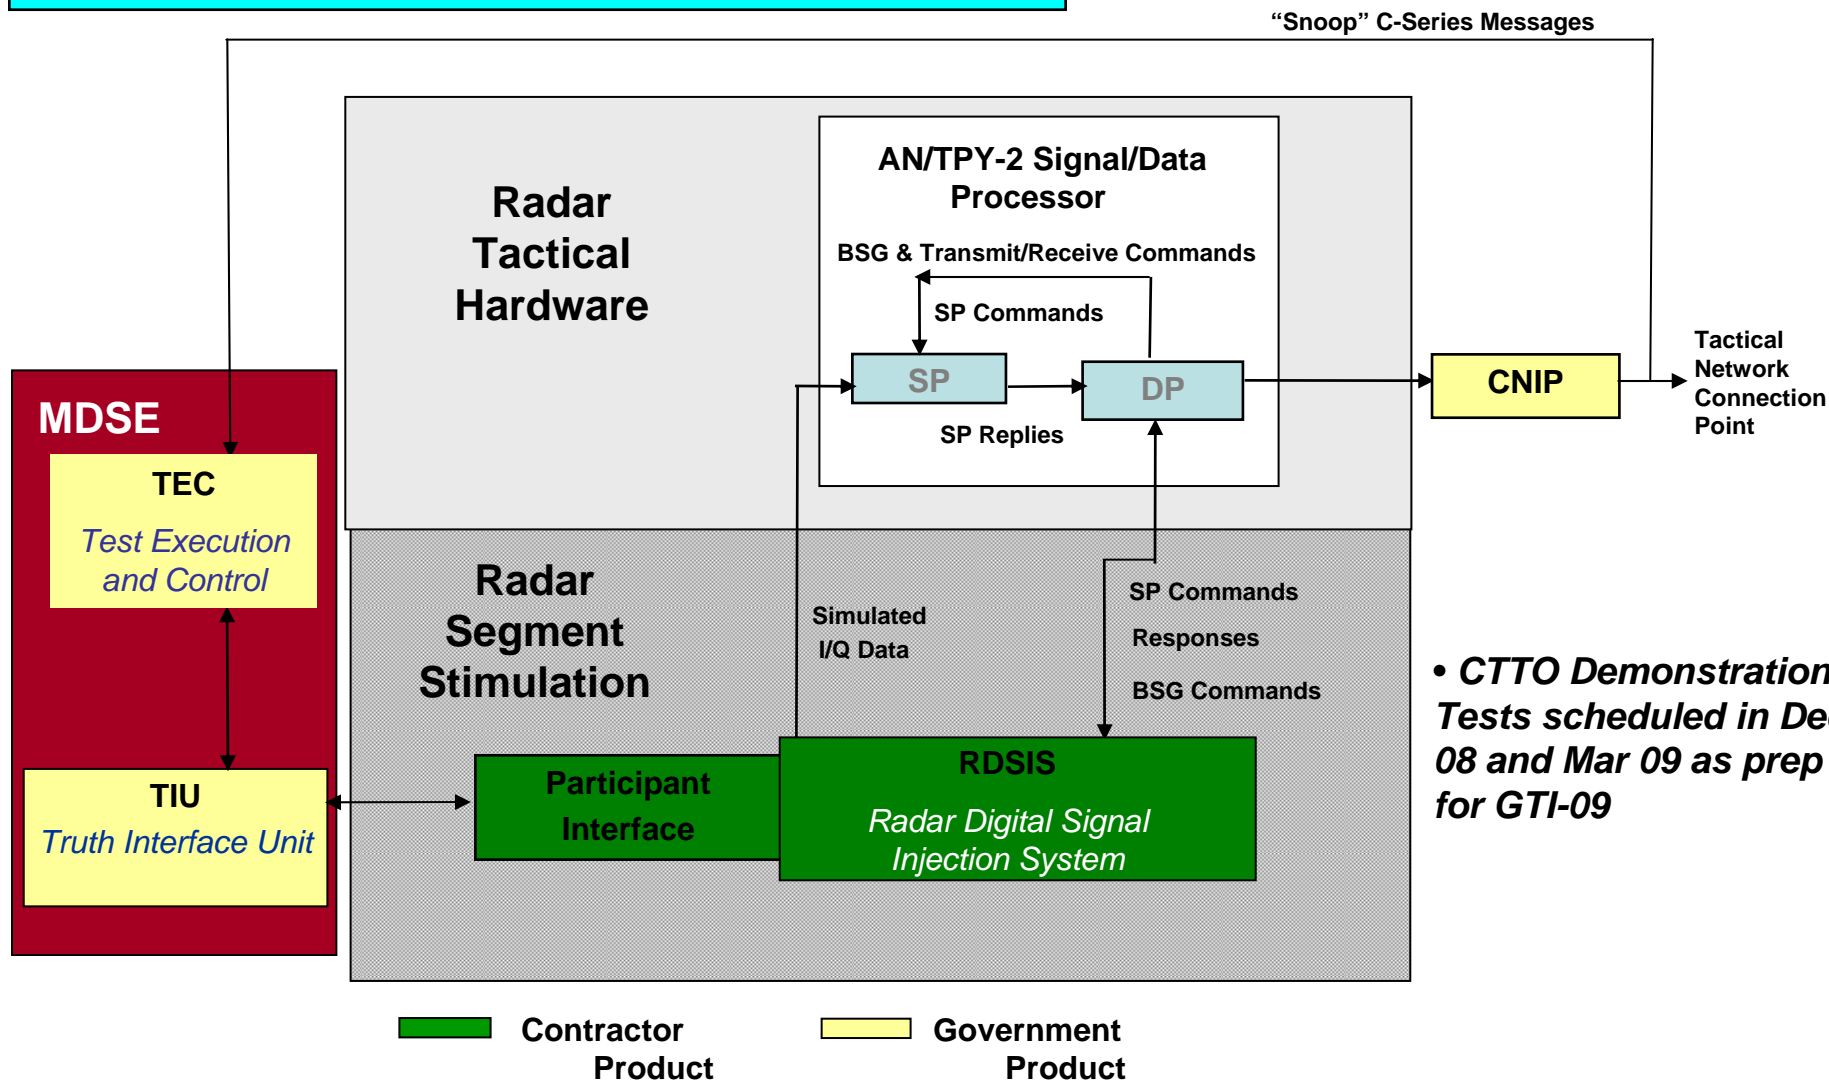 “Snoop” C-Series Messages
AN/TPY-2 Signal/Data
Processor
Radar
Tactical
Hardware
BSG & Transmit/Receive Commands
SP Commands
SP
DP
SP Replies
CNIP
Tactical
Network
Connection
Point
MDSE
TEC
Test Execution
and Control
Radar
Segment
Stimulation
Simulated
I/Q Data
SP Commands
Responses
BSG Commands
• CTTO Demonstration
Tests scheduled in De
08 and Mar 09 as prep
for GTI-09
TIU
Truth Interface Unit
Participant
Interface
RDSIS
Radar Digital Signal
Injection System
Contractor
Product
Government
Product